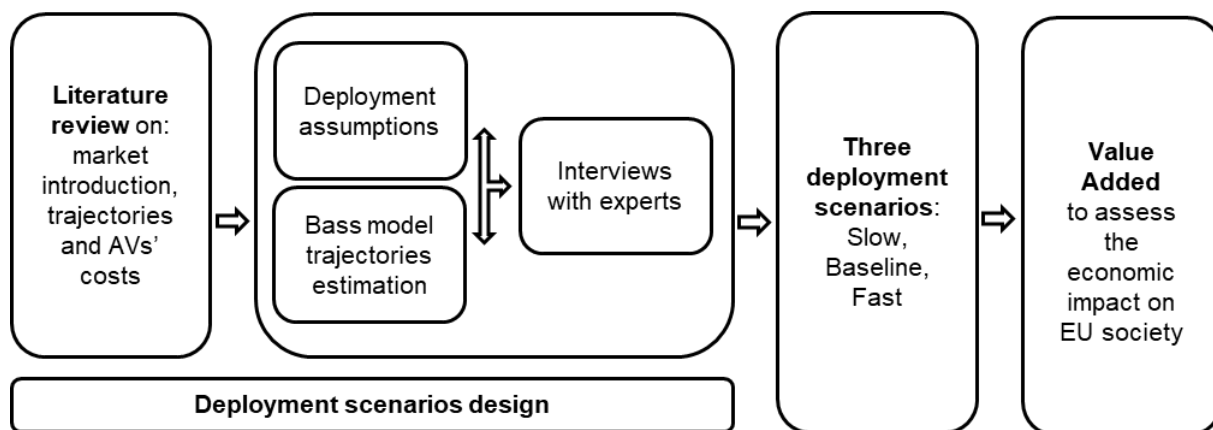 Literature
review on:
market
introduction,
trajectories
and AVs'
costs
Deployment
assumptions
Bass model
trajectories
estimation
Interviews
with experts
Deployment scenarios design
Three
deployment
scenarios:
Slow,
Baseline,
Fast
Value
Added
to assess
the
economic
impact on
EU society